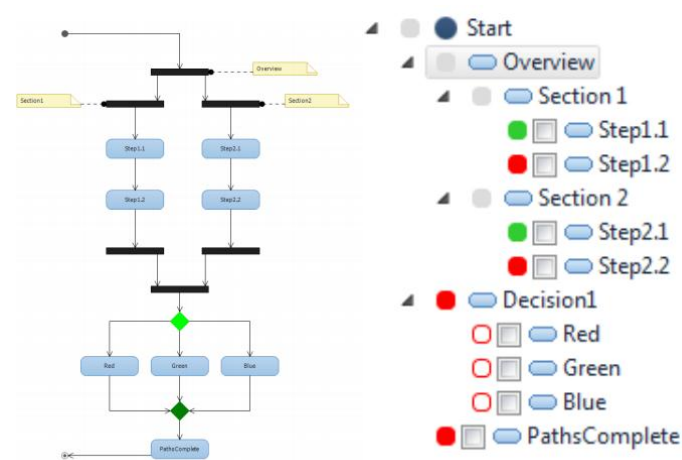 Overview
Section1
Section2
Step1.1
Step2.1
Step1.2
Step2.2
Red
Green
Blue
PathsComplete
Start
Overview
Section 1
Step1.1
Step1.2
Section 2
Step2.1
Step2.2
Decision1
Red
Green
Blue
PathsComplete